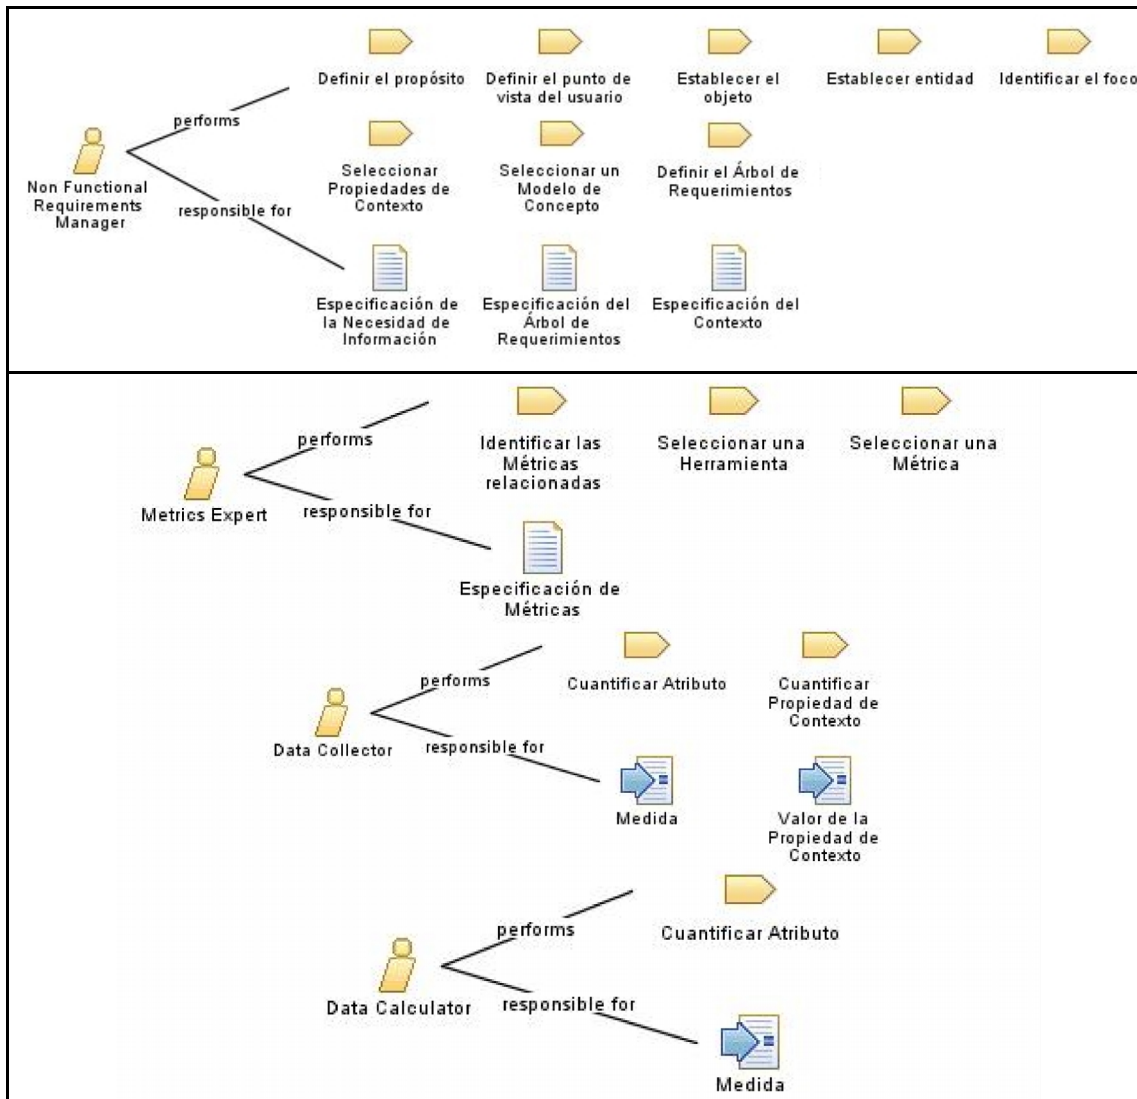 Definir el propósito
Definir el punto de
vista del usuario
Establecer el
objeto
Establecer entidad
Identificar el foco
performs
Non Functional
Requirements
Manager
Seleccionar
Propiedades de
Contexto
Seleccionar un
Modelo de
Concepto
Definir el Árbol de
Requerimientos
responsible for
Especificación de
la Necesidad de
Información
Especificación del
Árbol de
Requerimientos
Especificación del
Contexto
performs
Identificar las
Métricas
relacionadas
Seleccionar una
Herramienta
Seleccionar una
Métrica
Metrics Expert
responsible for
Especificación de
Métricas
performs
Cuantificar Atributo
Cuantificar
Propiedad de
Contexto
Data Collector
responsible for
Medida
Valor de la
Propiedad de
Contexto
performs
Cuantificar Atributo
Data Calculator
responsible for
Medida